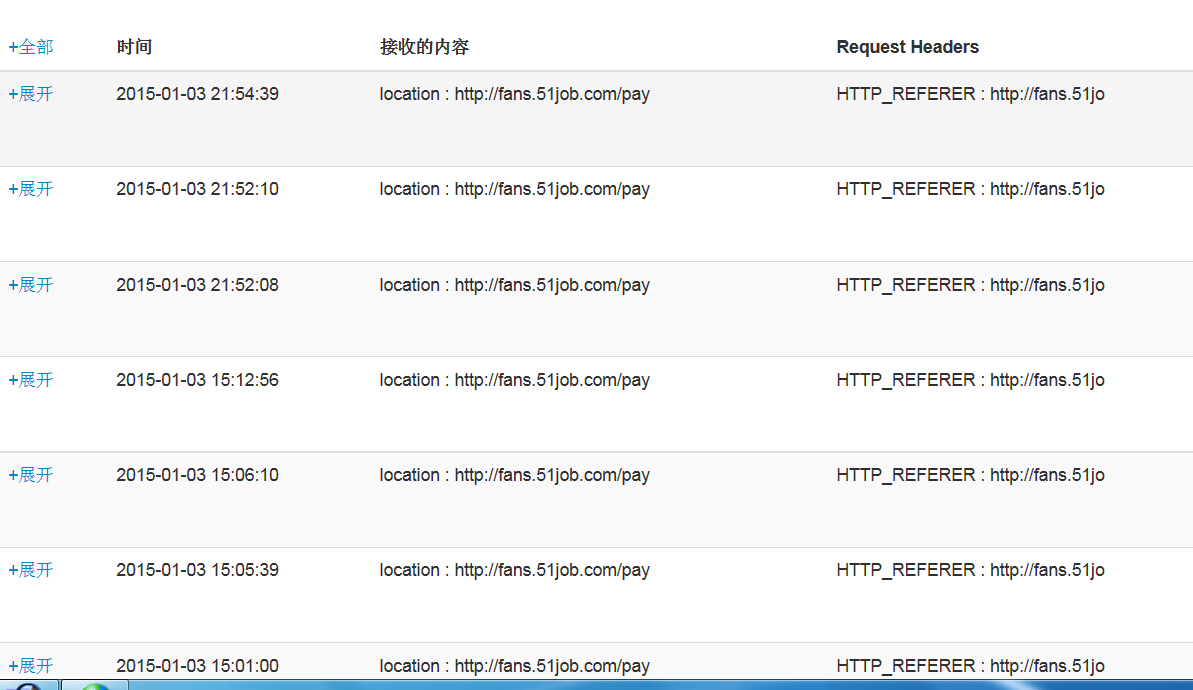 +全部 时间 接收的内容 Request Headers
+展开 2015-01-03 21:54:39 location : http://fans.51job.com/pay HTTP_REFERER : http://fans.51jo
+展开 2015-01-03 21:52:10 location : http://fans.51job.com/pay HTTP_REFERER : http://fans.51jo
+展开 2015-01-03 21:52:08 location : http://fans.51job.com/pay HTTP_REFERER : http://fans.51jo
+展开 2015-01-03 15:12:56 location : http://fans.51job.com/pay HTTP_REFERER : http://fans.51jo
+展开 2015-01-03 15:06:10 location : http://fans.51job.com/pay HTTP_REFERER : http://fans.51jo
+展开 2015-01-03 15:05:39 location : http://fans.51job.com/pay HTTP_REFERER : http://fans.51jo
+展开 2015-01-03 15:01:00 location : http://fans.51job.com/pay HTTP_REFERER : http://fans.51jo